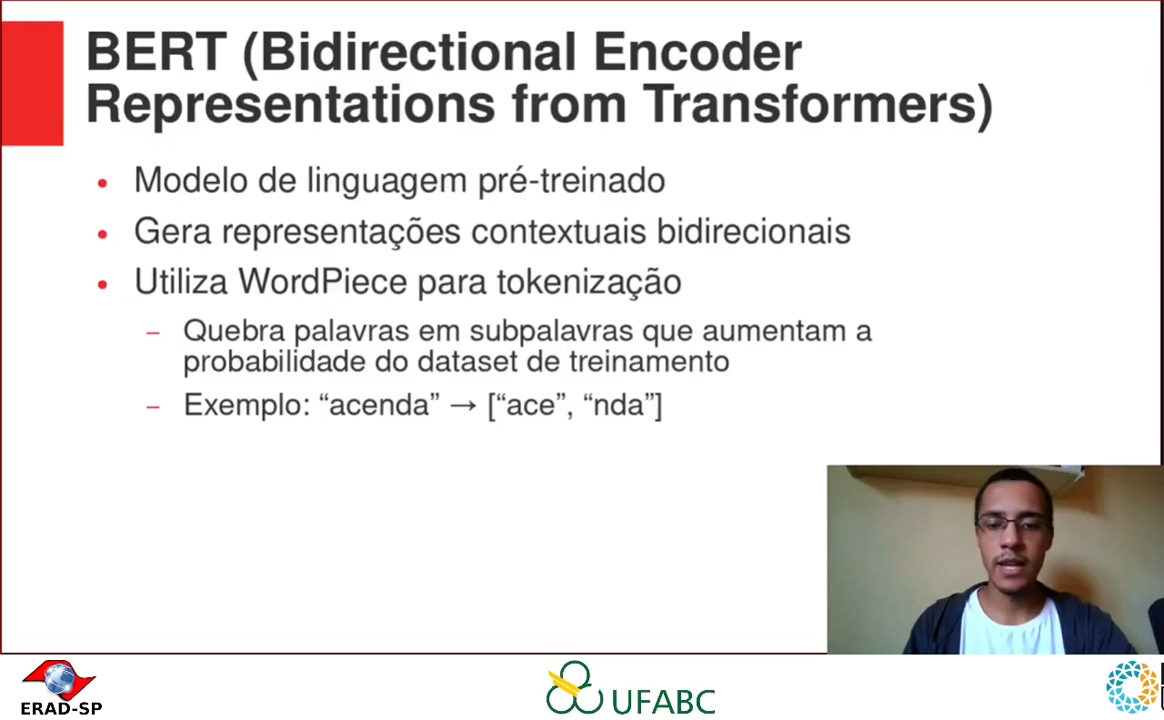 BERT (Bidirectional Encoder
Representations from Transformers)
• Modelo de linguagem pré-treinado
• Gera representações contextuais bidirecionais
• Utiliza WordPiece para tokenização
– Quebra palavras em subpalavras que aumentam a
probabilidade do dataset de treinamento
– Exemplo: “acenda” → [“ace”, “nda”]
ERAD-SP
UFABC